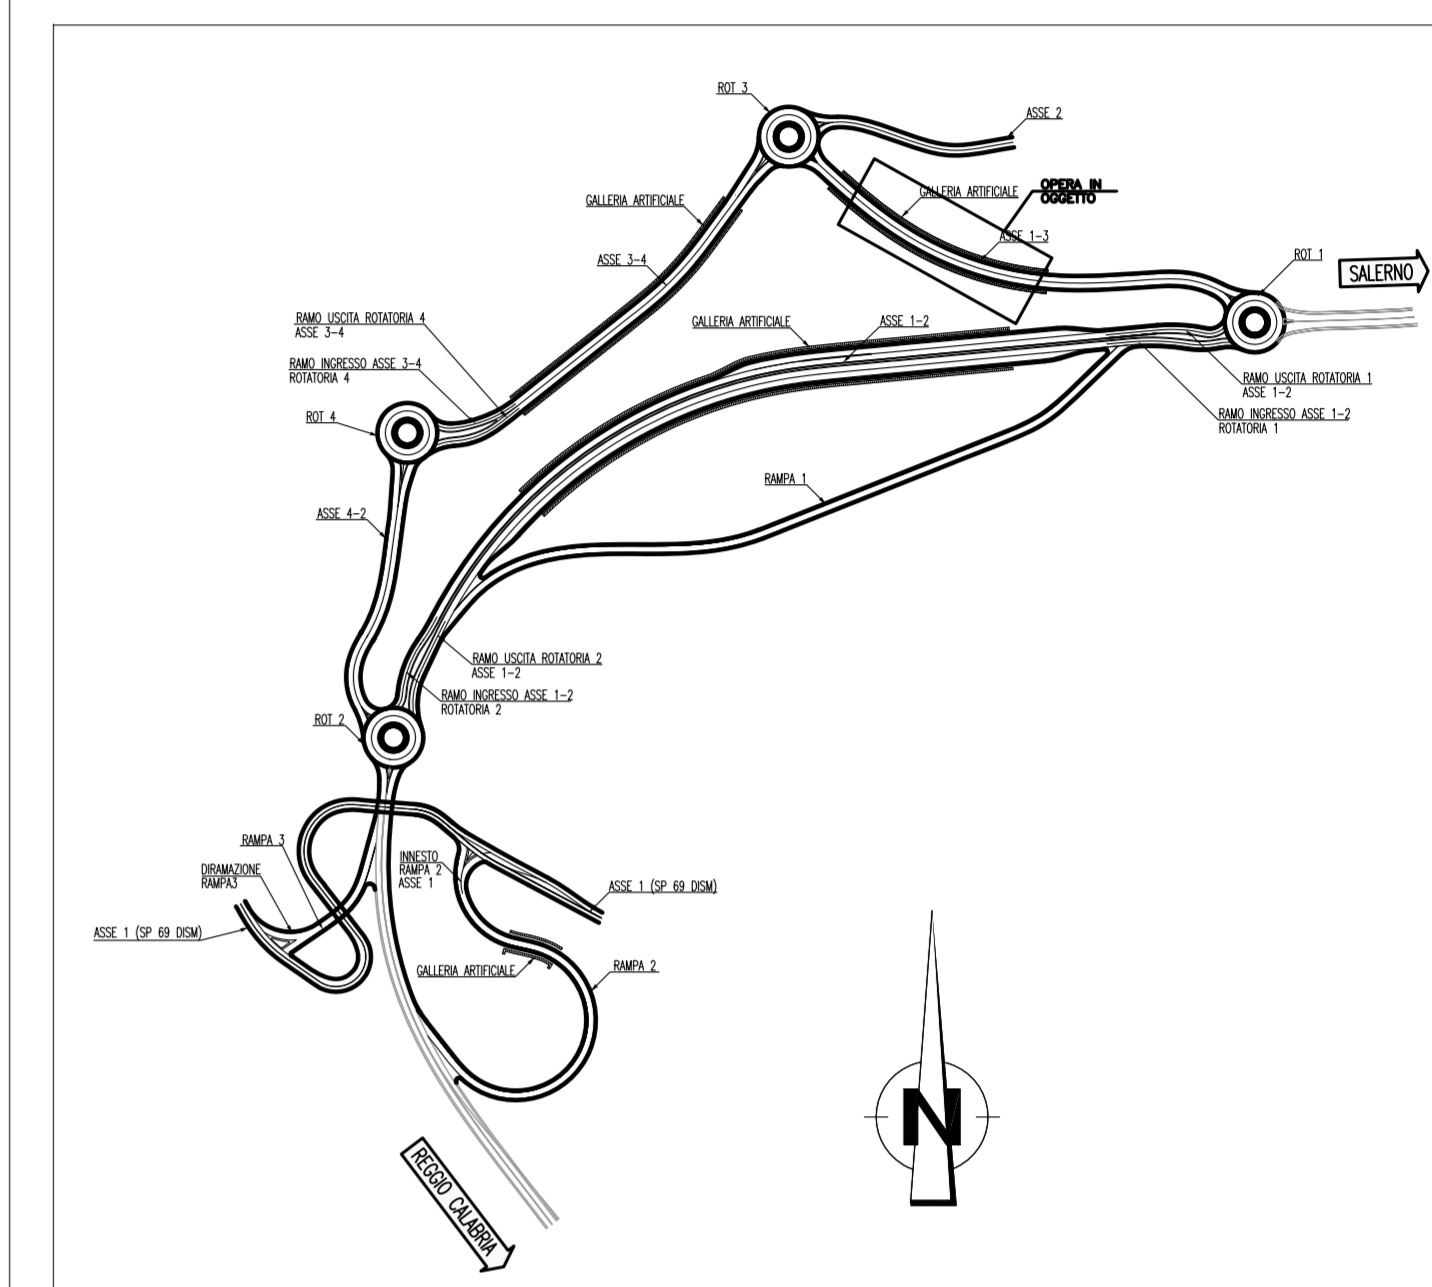 ROT 3
ASSE 2
OPERA IN
OGGETTO
GALLERIA ARTIFICIALE
GALLERIA ARTIFICIALE
ASSE 1-3
ROT 1
SALERNO
ASSE 3-4
RAMO USCITA ROTATORIA 4
ASSE 3-4
GALLERIA ARTIFICIALE
ASSE 1-2
RAMO INGRESSO ASSE 3-4
ROTATORIA 4
RAMO USCITA ROTATORIA 1
ASSE 1-2
ROT 4
RAMO INGRESSO ASSE 1-2
ROTATORIA 1
RAMPA 1
ASSE 4-2
RAMO USCITA ROTATORIA 2
ASSE 1-2
RAMO INGRESSO ASSE 1-2
ROTATORIA 2
ROT 2
RAMPA 3
DIRAMAZIONE
RAMPA3
INNESTO
RAMPA 2
ASSE 1
ASSE 1 (SP 69 DISM)
ASSE 1 (SP 69 DISM)
GALLERIA ARTIFICIALE
RAMPA 2
N
REGGIO CALABRIA